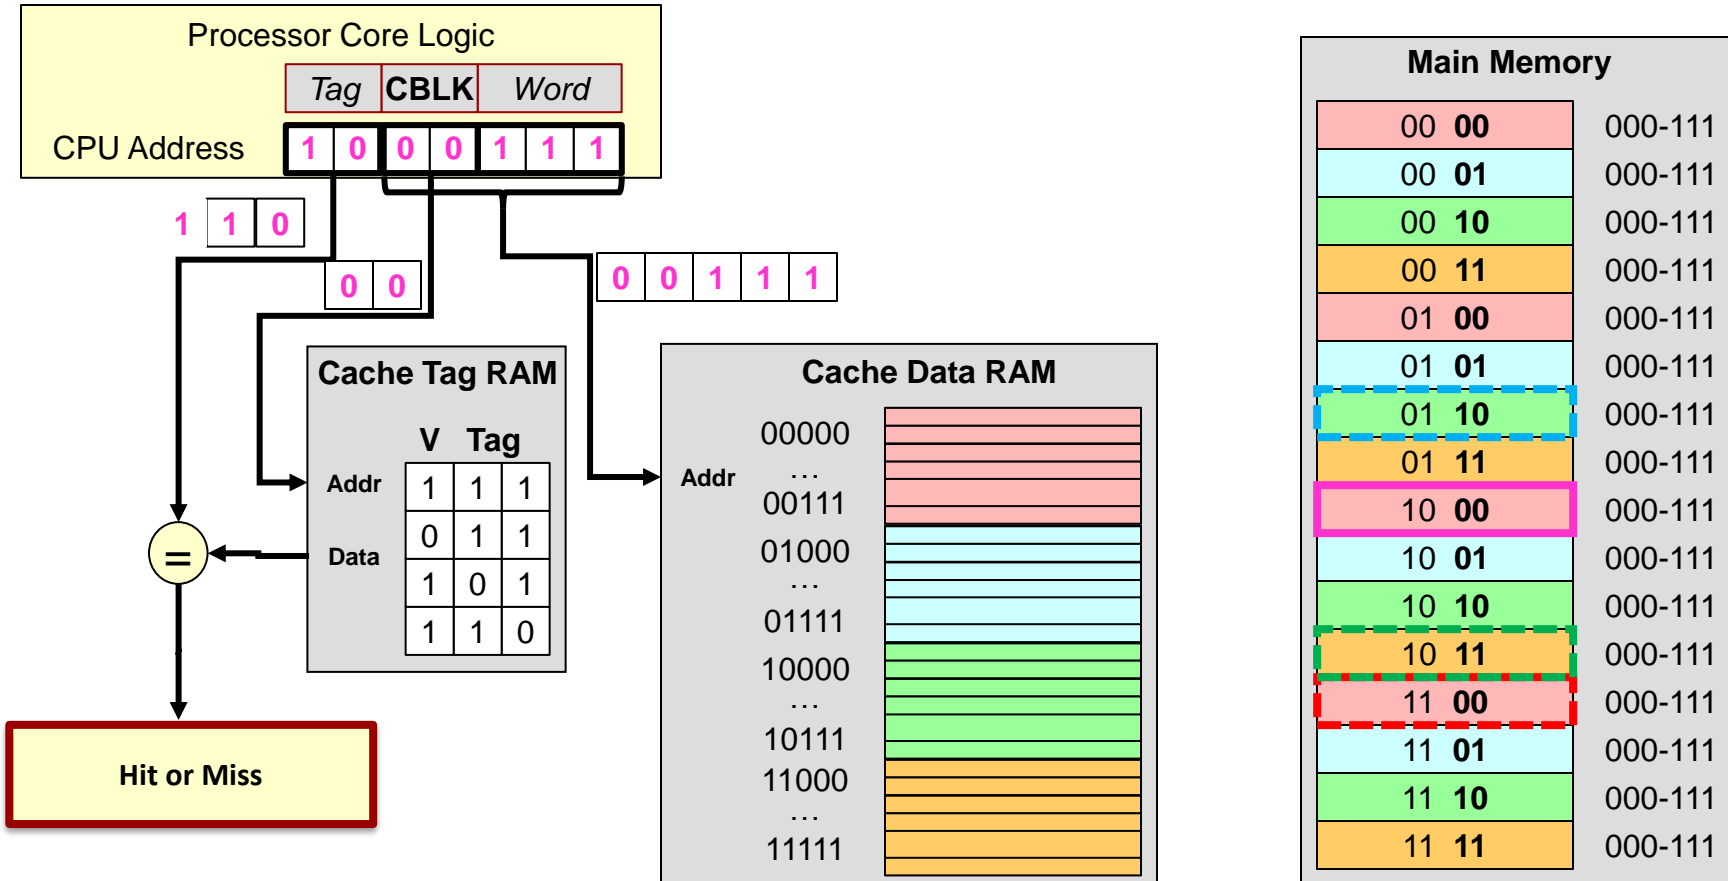 Processor Core Logic
Tag CBLK Word
CPU Address 1 0 0 0 1 1 1
1 1 0
0 0
0 0 1 1 1
Cache Tag RAM
V Tag
Addr 1 1 1
0 1 1
Data
1 0 1
1 1 0
=
Hit or Miss
Cache Data RAM
Addr
00000
...
00111
01000
...
01111
10000
...
10111
11000
...
11111
Main Memory
00 00 000-111
00 01 000-111
00 10 000-111
00 11 000-111
01 00 000-111
01 01 000-111
01 10 000-111
01 11 000-111
10 00 000-111
10 01 000-111
10 10 000-111
10 11 000-111
11 00 000-111
11 01 000-111
11 10 000-111
11 11 000-111